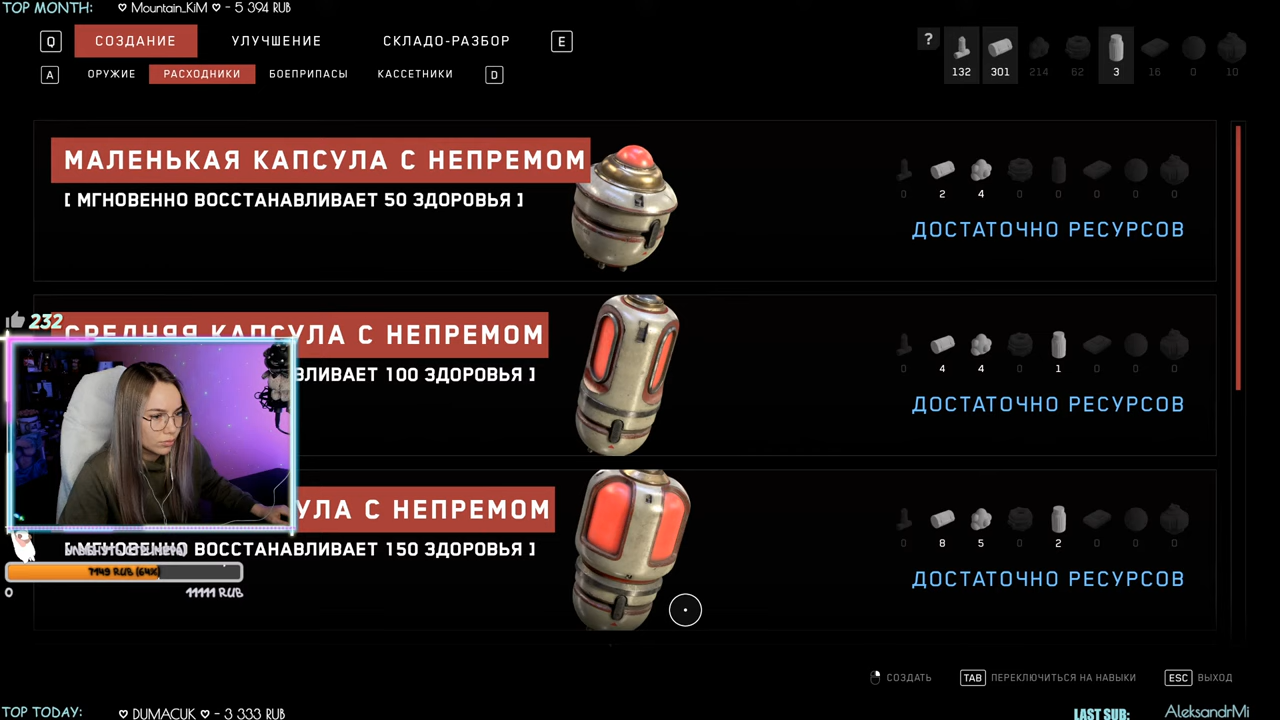 TOP MONTH: ♡ Mountain_KiM ♡ - 5 394 RUB
Q СОЗДАНИЕ УЛУЧШЕНИЕ СКЛАДО-РАЗБОР E
A ОРУЖИЕ РАСХОДНИКИ БОЕПРИПАСЫ КАССЕТНИКИ D
?
132 301 214 62 3 16 0 10
МАЛЕНЬКАЯ КАПСУЛА С НЕПРЕМОМ
[ МГНОВЕННО ВОССТАНАВЛИВАЕТ 50 ЗДОРОВЬЯ ]
0 2 4 0 0 0 0 0
ДОСТАТОЧНО РЕСУРСОВ
232
СРЕДНЯЯ КАПСУЛА С НЕПРЕМОМ
ВЛИВАЕТ 100 ЗДОРОВЬЯ ]
0 4 4 0 1 0 0 0
ДОСТАТОЧНО РЕСУРСОВ
УЛА С НЕПРЕМОМ
[ МГНОВЕННО ВОССТАНАВЛИВАЕТ 150 ЗДОРОВЬЯ ]
0 8 5 0 2 0 0 0
ДОСТАТОЧНО РЕСУРСОВ
7149 RUB (64%)
0 11111 RUB
СОЗДАТЬ TAB ПЕРЕКЛЮЧИТЬСЯ НА НАВЫКИ ESC ВЫХОД
TOP TODAY: ♡ DUMACUK ♡ - 3 333 RUB
LAST SUB: AleksandrMi